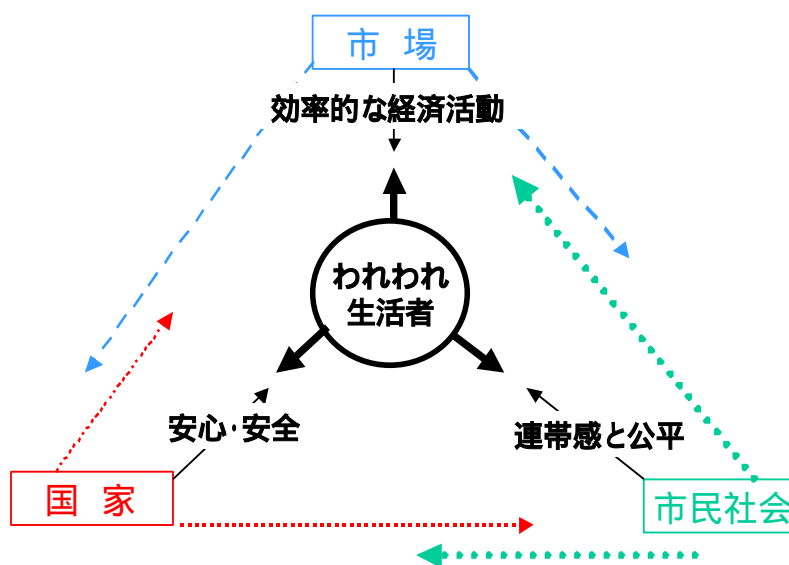 市 場
効率的な経済活動
われわれ
生活者
安心・安全
連帯感と公平
国 家
市民社会